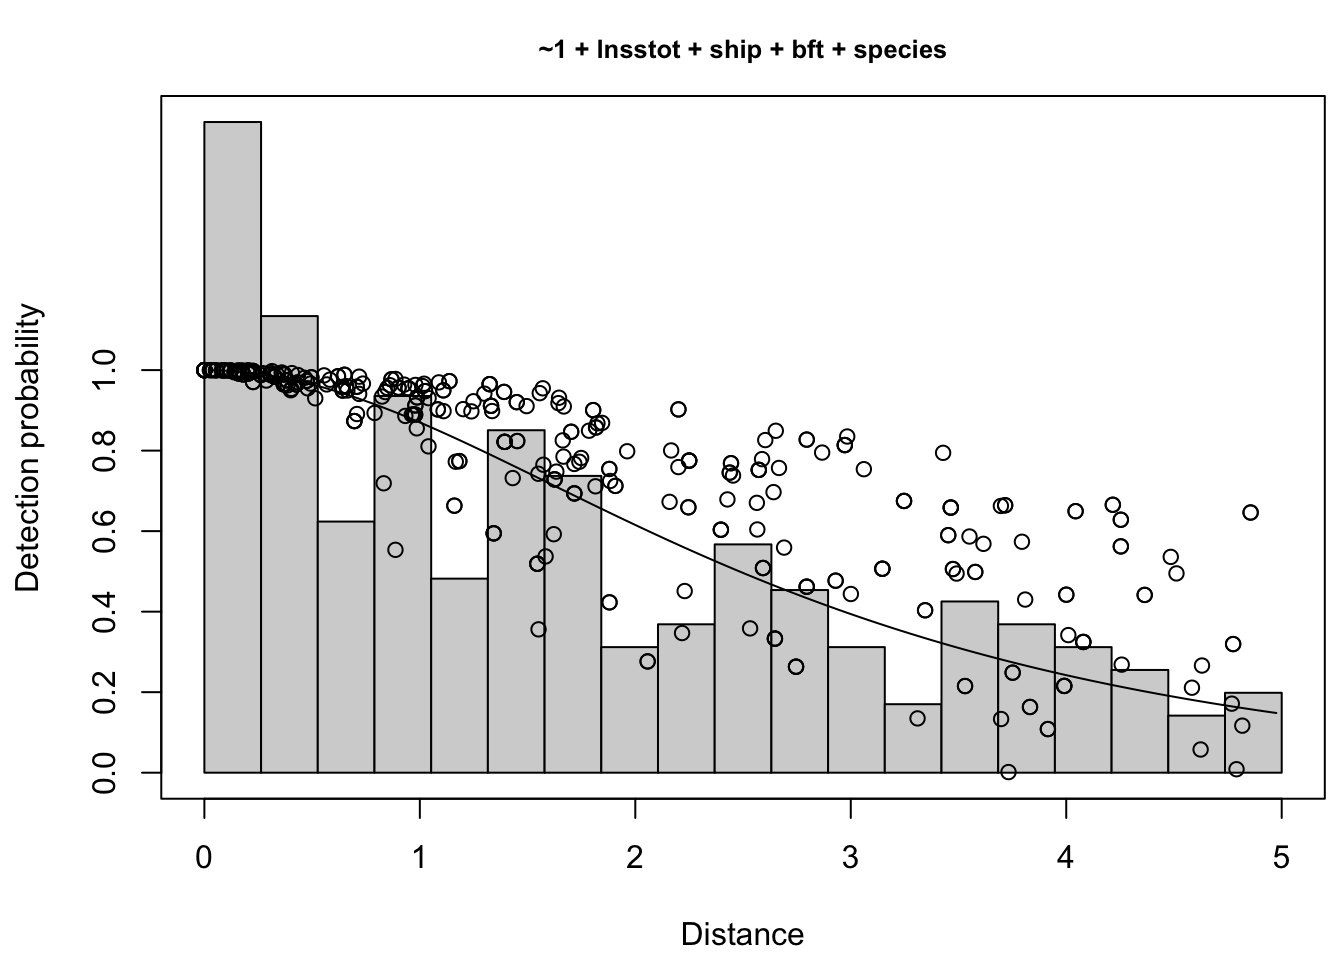 ~1 + lnsstot + ship + bft + species
Detection probability
1.0
0.8
0.6
0.4
0.2
0.0
0 1 2 3 4 5
Distance